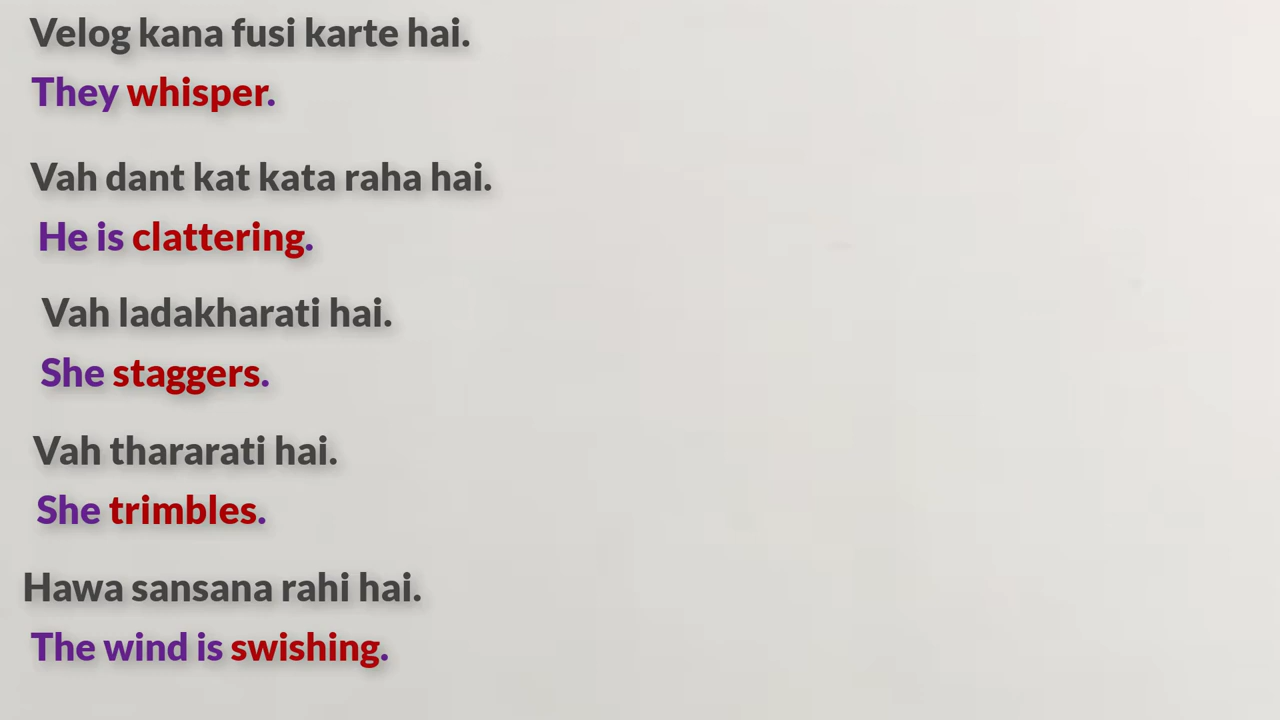 Velog kana fusi karte hai.
They whisper.
Vah dant kat kata raha hai.
He is clattering.
Vah ladakharati hai.
She staggers.
Vah thararati hai.
She trimbles.
Hawa sansana rahi hai.
The wind is swishing.